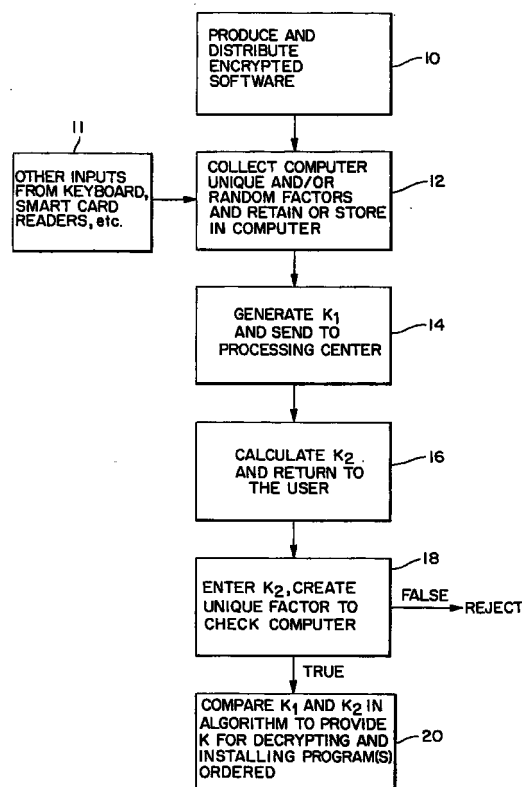 PRODUCE AND
DISTRIBUTE
ENCRYPTED
SOFTWARE
10
11
OTHER INPUTS
FROM KEYBOARD,
SMART CARD
READERS, etc.
COLLECT COMPUTER
UNIQUE AND/OR
RANDOM FACTORS
AND RETAIN OR STORE
IN COMPUTER
12
GENERATE K1
AND SEND TO
PROCESSING CENTER
14
CALCULATE K2
AND RETURN TO
THE USER
16
18
ENTER K2, CREATE
UNIQUE FACTOR TO
CHECK COMPUTER
FALSE
REJECT
TRUE
COMPARE K1 AND K2 IN
ALGORITHM TO PROVIDE
K FOR DECRYPTING AND
INSTALLING PROGRAM(S)
ORDERED
20